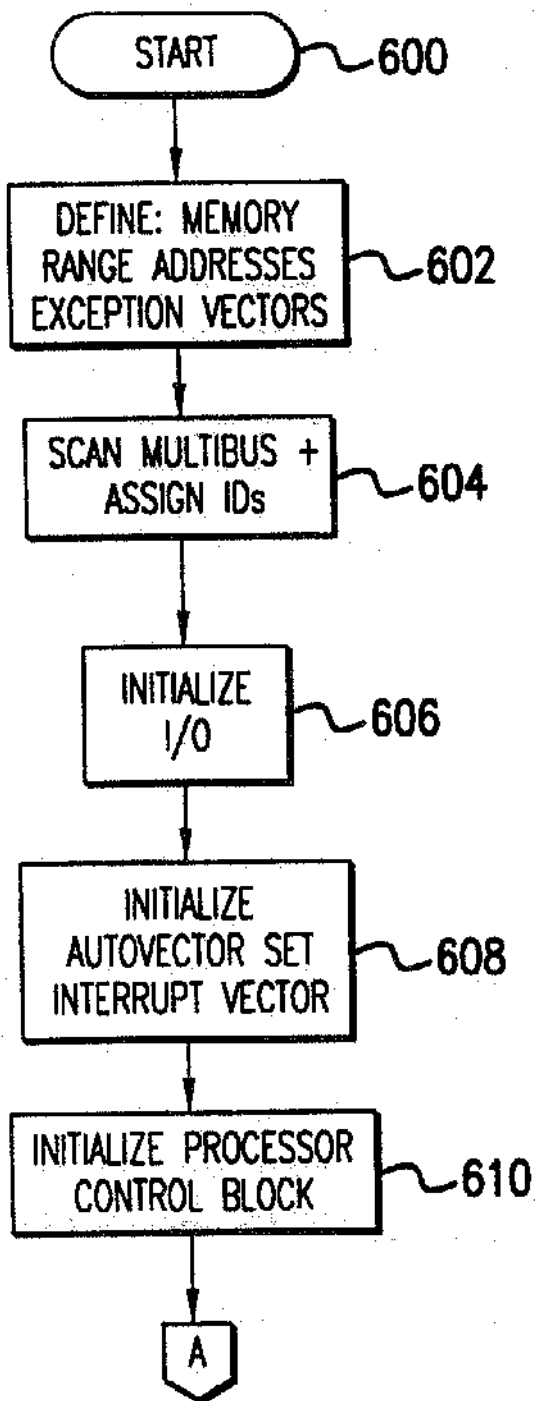 START
600
DEFINE: MEMORY
RANGE ADDRESSES
EXCEPTION VECTORS
602
SCAN MULTIBUS +
ASSIGN IDs
604
INITIALIZE
I/O
606
INITIALIZE
AUTOVECTOR SET
INTERRUPT VECTOR
608
INITIALIZE PROCESSOR
CONTROL BLOCK
610
A